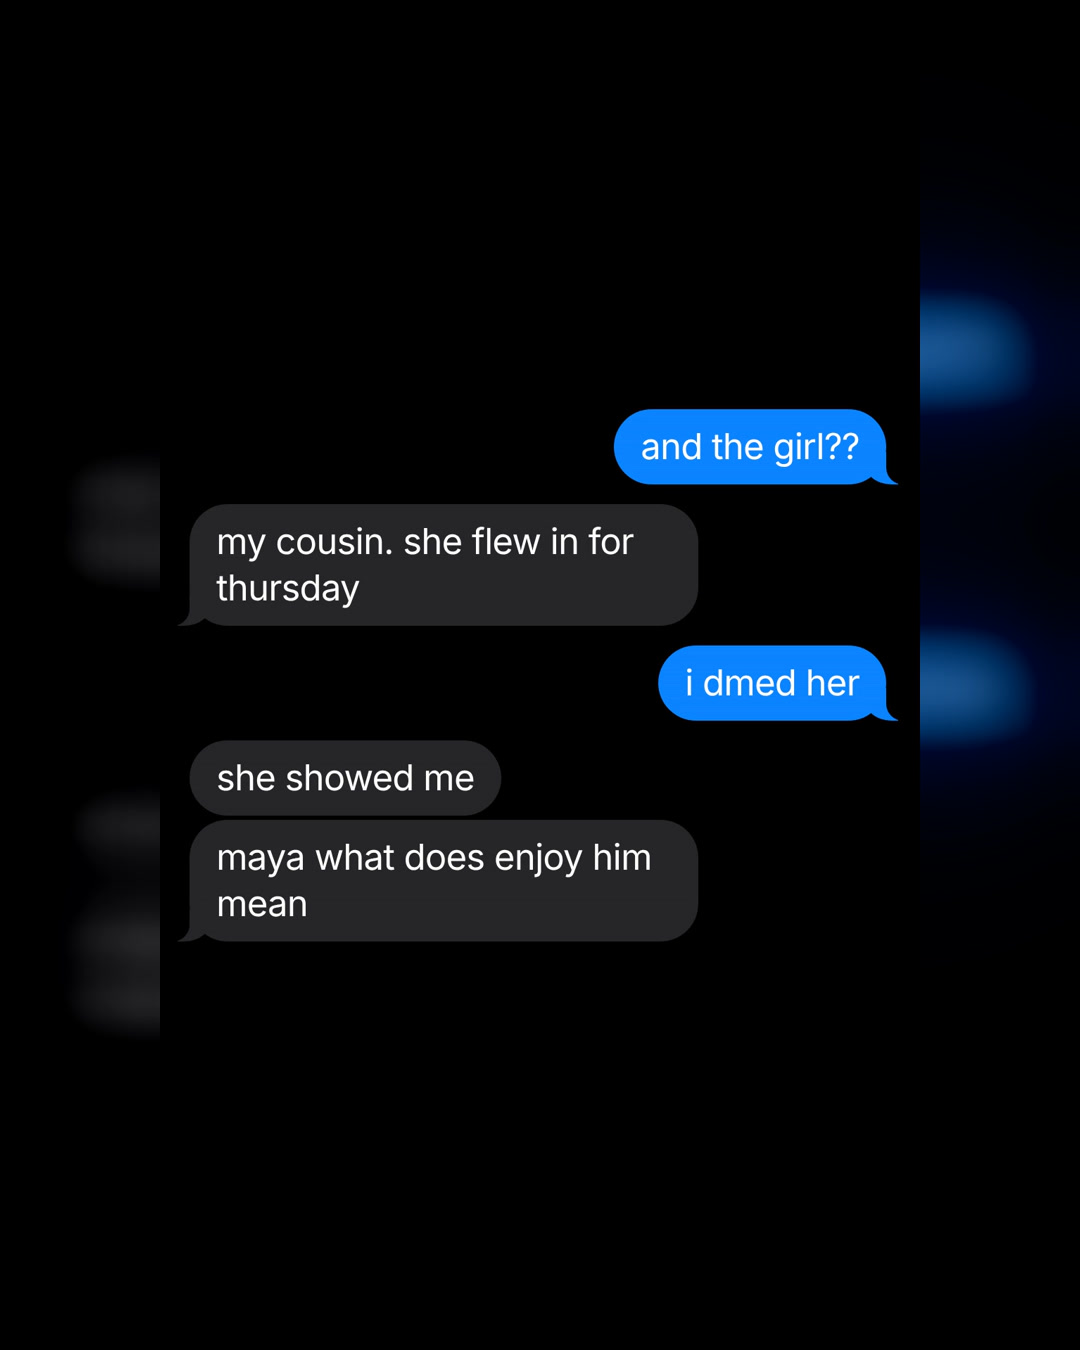 and the girl??
my cousin. she flew in for
thursday
i dmed her
she showed me
maya what does enjoy him
mean